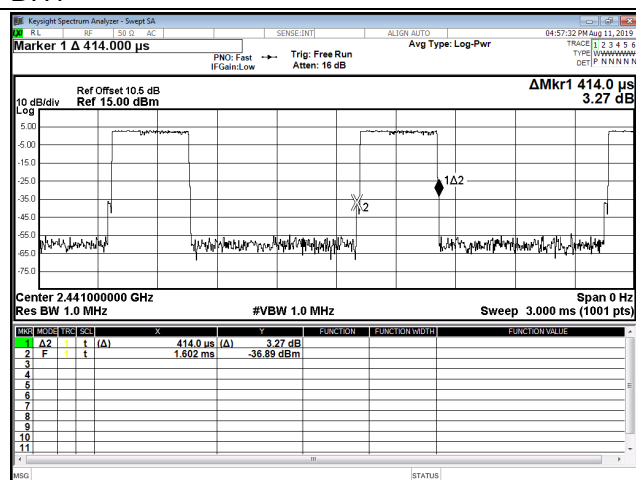 Keysight Spectrum Analyzer - Swept SA
RL RF 50 Ω AC SENSE:INT ALIGN AUTO 04:57:32 PM Aug 11, 2019
Marker 1 Δ 414.000 µs Avg Type: Log-Pwr TRACE 1 2 3 4 5 6
PNO: Fast Trig: Free Run TYPE WWWWWW
IFGain:Low Atten: 16 dB DET P N N N N N
ΔMkr1 414.0 µs
3.27 dB
Ref Offset 10.5 dB
10 dB/div Ref 15.00 dBm
Log
5.00
-5.00
-15.0
-25.0
-35.0
-45.0
-55.0
-65.0
-75.0
1Δ2
2
Center 2.441000000 GHz Span 0 Hz
Res BW 1.0 MHz #VBW 1.0 MHz Sweep 3.000 ms (1001 pts)
MKR MODE TRC SCL X Y FUNCTION FUNCTION WIDTH FUNCTION VALUE
1 Δ2 1 t (Δ) 414.0 µs (Δ) 3.27 dB
2 F 1 t 1.602 ms -36.89 dBm
3
4
5
6
7
8
9
10
11
MSG STATUS